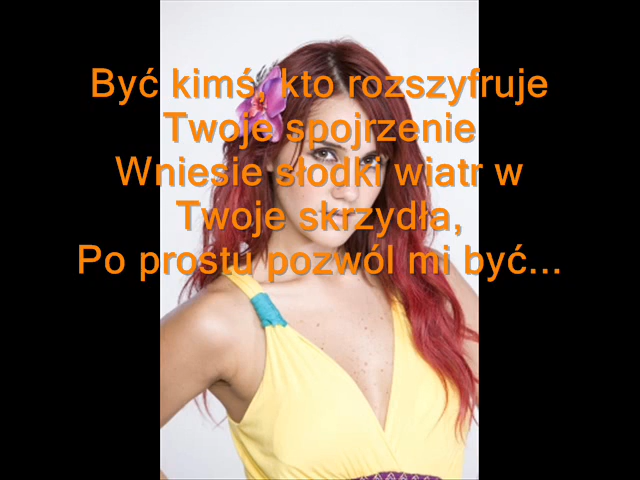 Być kimś, kto rozszyfruje
Twoje spojrzenie
Wniesie słodki wiatr w
Twoje skrzydła,
Po prostu pozwól mi być...